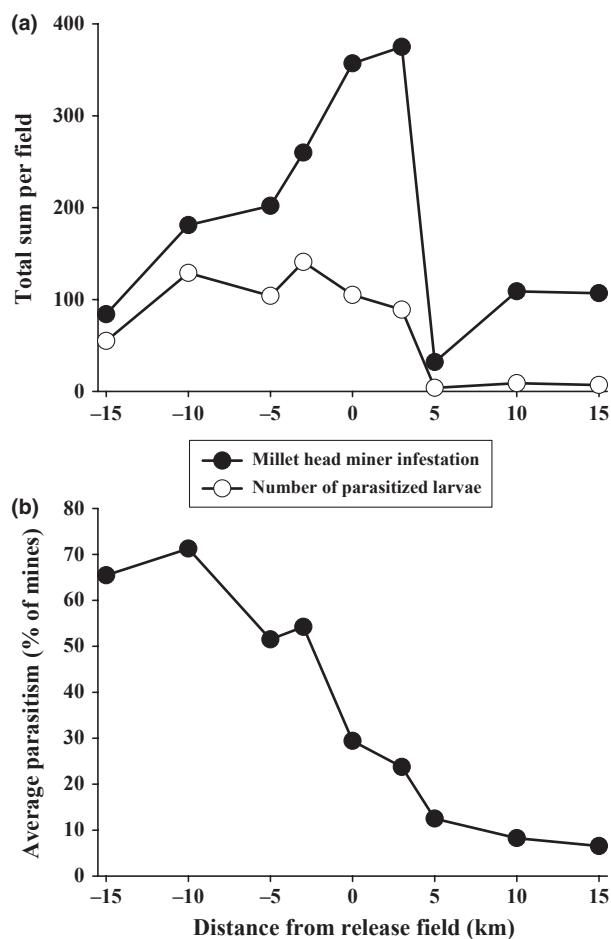 (a)
400
300
200
100
0
Total sum per field
–15 –10 –5 0 5 10 15
Millet head miner infestation
Number of parasitized larvae
(b)
80
70
60
50
40
30
20
10
0
Average parasitism (% of mines)
–15 –10 –5 0 5 10 15
Distance from release field (km)